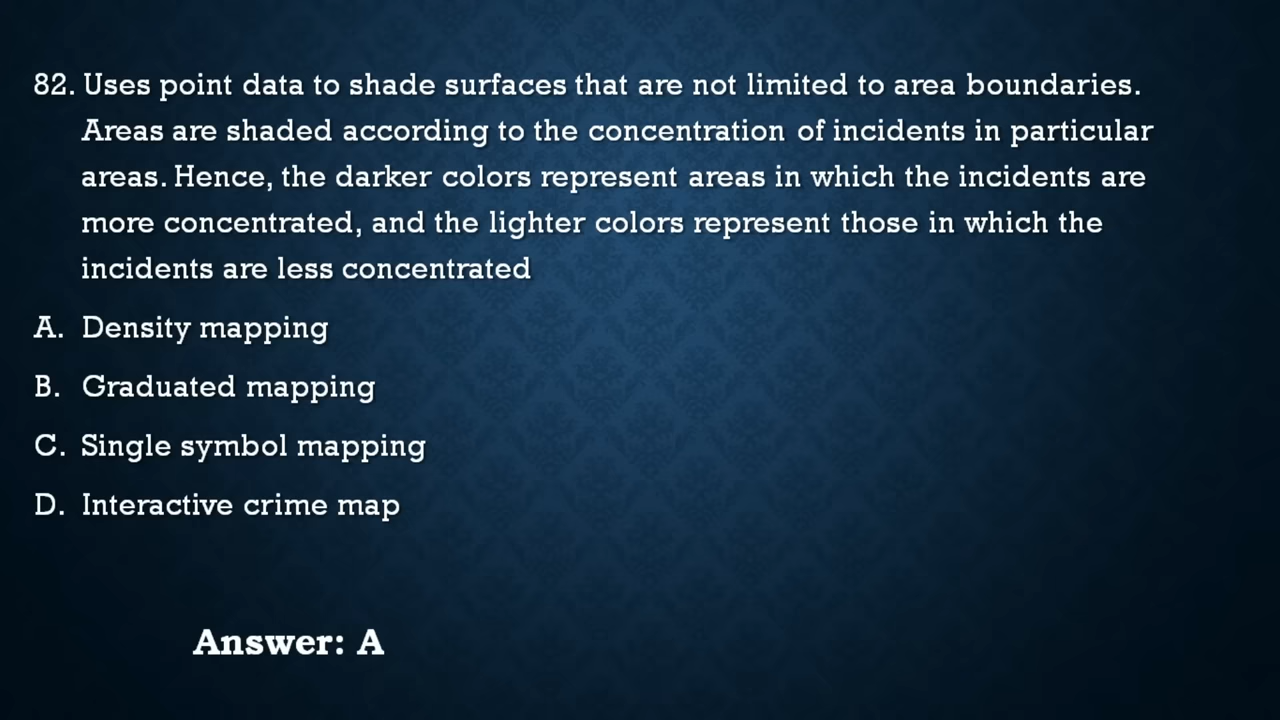 82. Uses point data to shade surfaces that are not limited to area boundaries.
Areas are shaded according to the concentration of incidents in particular
areas. Hence, the darker colors represent areas in which the incidents are
more concentrated, and the lighter colors represent those in which the
incidents are less concentrated
A. Density mapping
B. Graduated mapping
C. Single symbol mapping
D. Interactive crime map
Answer: A